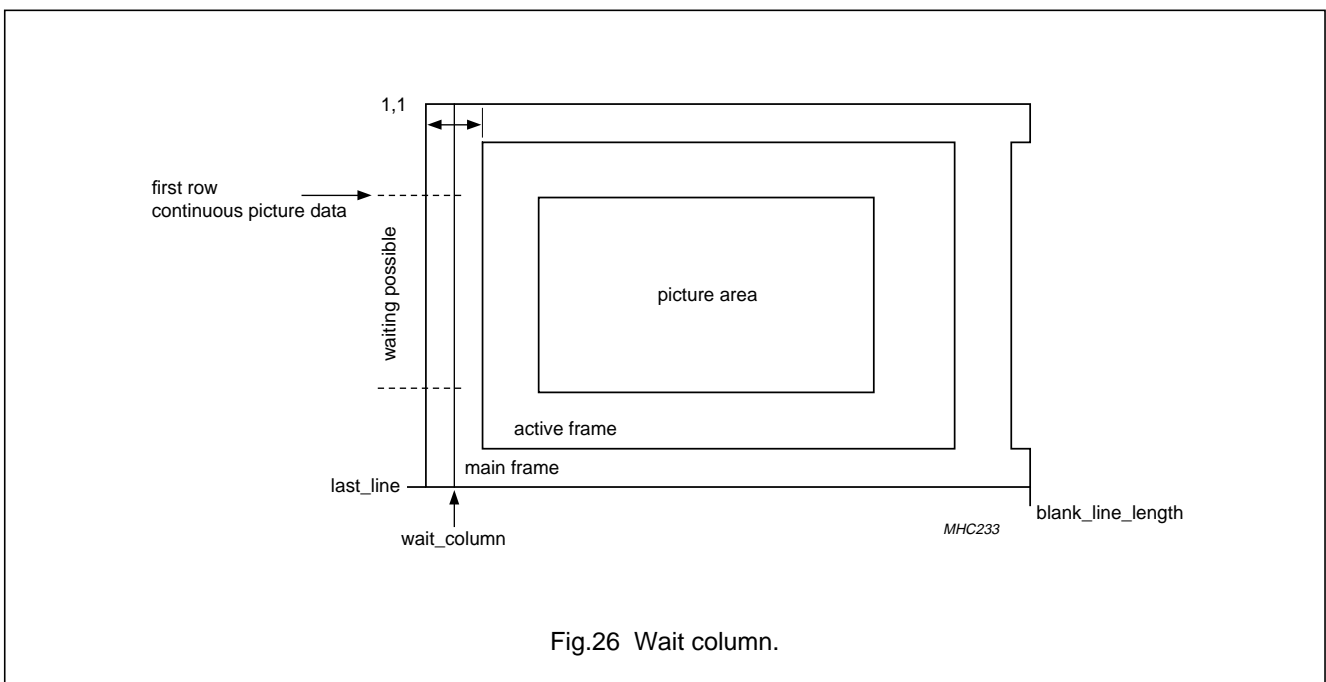 1,1
first row
continuous picture data
waiting possible
picture area
active frame
main frame
last_line
blank_line_length
wait_column
MHC233
Fig.26 Wait column.